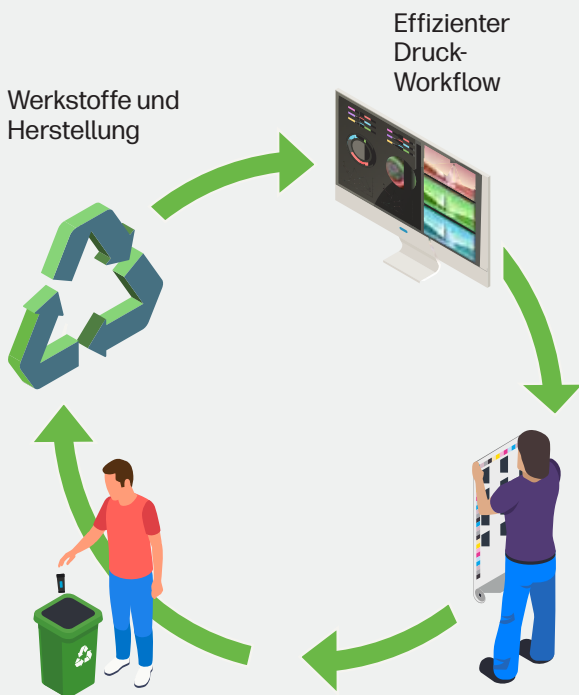 Effizienter
Druck-
Workflow
Werkstoffe und
Herstellung